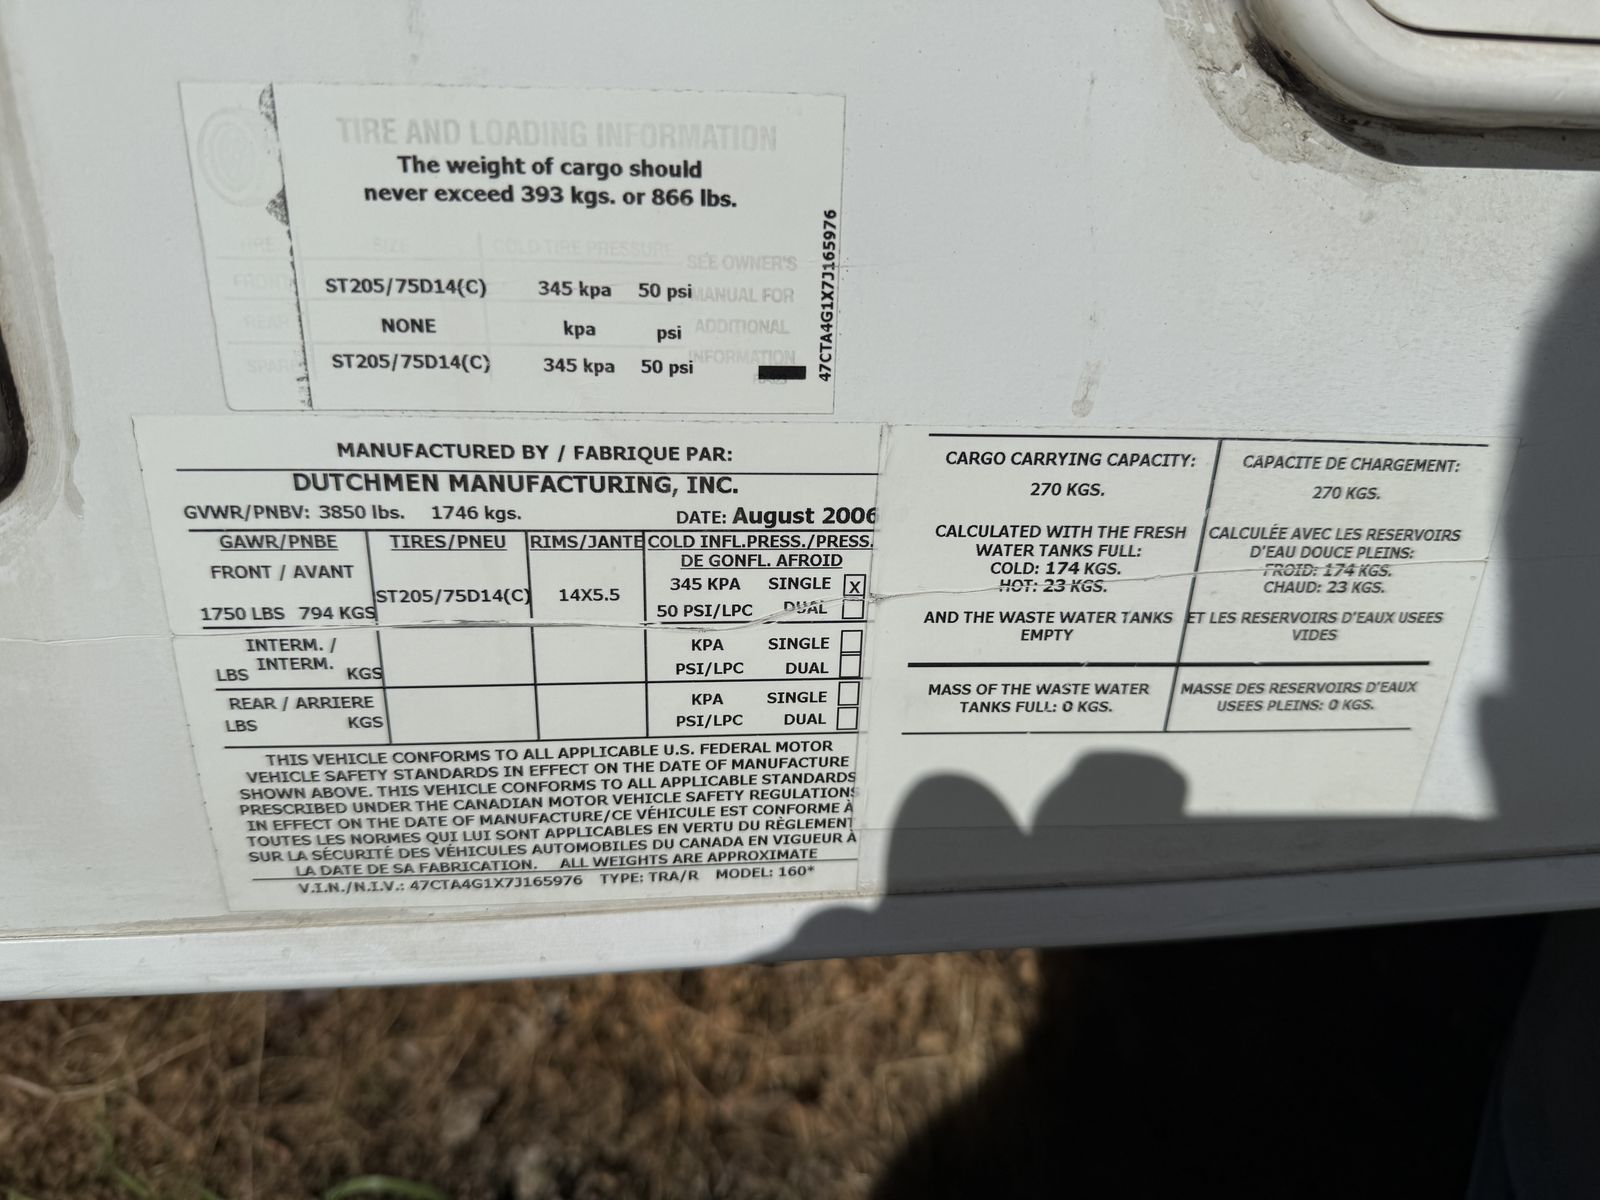 TIRE AND LOADING INFORMATION
The weight of cargo should
never exceed 393 kgs. or 866 lbs.
TIRE SIZE COLD TIRE PRESSURE SEE OWNER'S
FRONT ST205/75D14(C) 345 kpa 50 psi MANUAL FOR
REAR NONE kpa psi ADDITIONAL
SPARE ST205/75D14(C) 345 kpa 50 psi INFORMATION
47CTA4G1X7J165976
MANUFACTURED BY / FABRIQUE PAR:
DUTCHMEN MANUFACTURING, INC.
GVWR/PNBV: 3850 lbs. 1746 kgs. DATE: August 2006
GAWR/PNBE TIRES/PNEU RIMS/JANTE COLD INFL.PRESS./PRESS.
DE GONFL. AFROID
FRONT / AVANT 345 KPA SINGLE X
ST205/75D14(C) 14X5.5
1750 LBS 794 KGS 50 PSI/LPC DUAL
INTERM. / KPA SINGLE
INTERM.
LBS KGS PSI/LPC DUAL
REAR / ARRIERE KPA SINGLE
LBS KGS PSI/LPC DUAL
THIS VEHICLE CONFORMS TO ALL APPLICABLE U.S. FEDERAL MOTOR
VEHICLE SAFETY STANDARDS IN EFFECT ON THE DATE OF MANUFACTURE
SHOWN ABOVE. THIS VEHICLE CONFORMS TO ALL APPLICABLE STANDARDS
PRESCRIBED UNDER THE CANADIAN MOTOR VEHICLE SAFETY REGULATIONS
IN EFFECT ON THE DATE OF MANUFACTURE/CE VÉHICULE EST CONFORME À
TOUTES LES NORMES QUI LUI SONT APPLICABLES EN VERTU DU RÈGLEMENT
SUR LA SÉCURITÉ DES VÉHICULES AUTOMOBILES DU CANADA EN VIGUEUR À
LA DATE DE SA FABRICATION. ALL WEIGHTS ARE APPROXIMATE
V.I.N./N.I.V.: 47CTA4G1X7J165976 TYPE: TRA/R MODEL: 160*
CARGO CARRYING CAPACITY:
270 KGS.
CALCULATED WITH THE FRESH
WATER TANKS FULL:
COLD: 174 KGS.
HOT: 23 KGS.
AND THE WASTE WATER TANKS
EMPTY
MASS OF THE WASTE WATER
TANKS FULL: 0 KGS.
CAPACITE DE CHARGEMENT:
270 KGS.
CALCULÉE AVEC LES RESERVOIRS
D'EAU DOUCE PLEINS:
FROID: 174 KGS.
CHAUD: 23 KGS.
ET LES RESERVOIRS D'EAUX USEES
VIDES
MASSE DES RESERVOIRS D'EAUX
USEES PLEINS: 0 KGS.